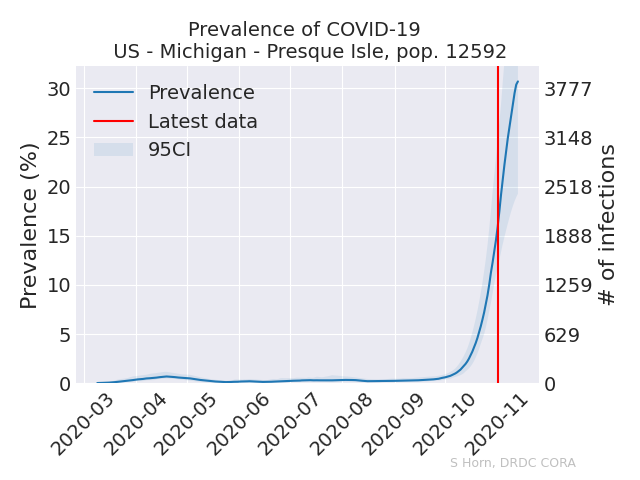 Prevalence of COVID-19
US - Michigan - Presque Isle, pop. 12592
Prevalence
Latest data
95CI
Prevalence (%)
30
25
20
15
10
5
0
3777
3148
2518
1888
1259
629
0
# of infections
2020-03
2020-04
2020-05
2020-06
2020-07
2020-08
2020-09
2020-10
2020-11
S Horn, DRDC CORA